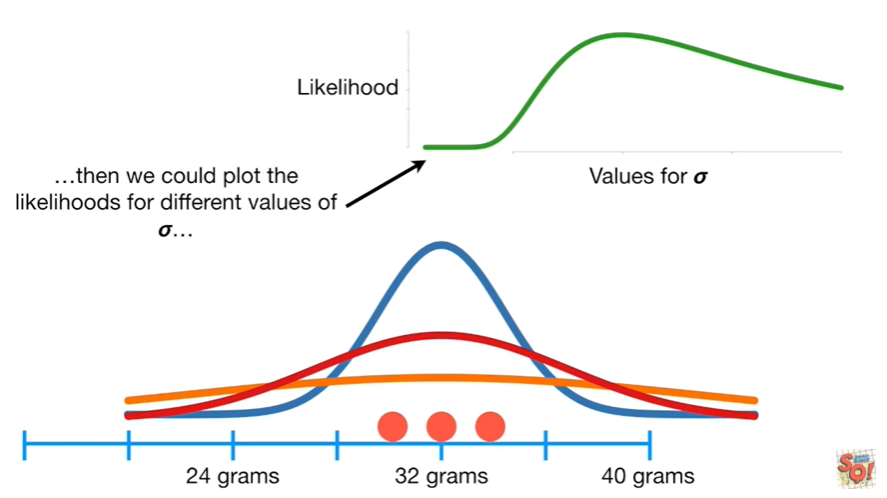 Likelihood
Values for σ
…then we could plot the
likelihoods for different values of
σ…
24 grams
32 grams
40 grams
SQ!